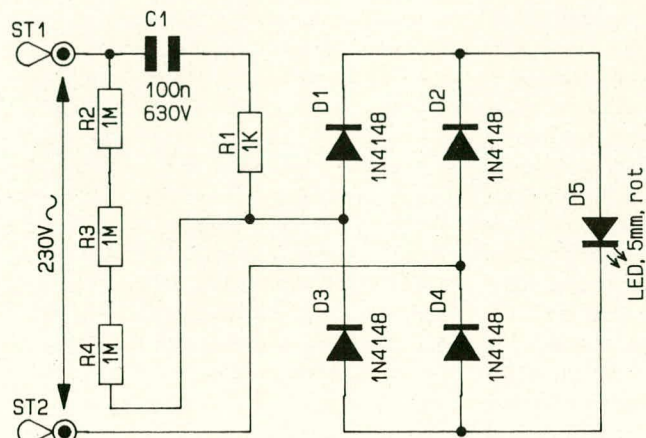 ST1
C1
100n
630V
R2
1M
R1
1K
D1
1N4148
D2
1N4148
R3
1M
230V~
D5
LED, 5mm, rot
D3
1N4148
D4
1N4148
R4
1M
ST2